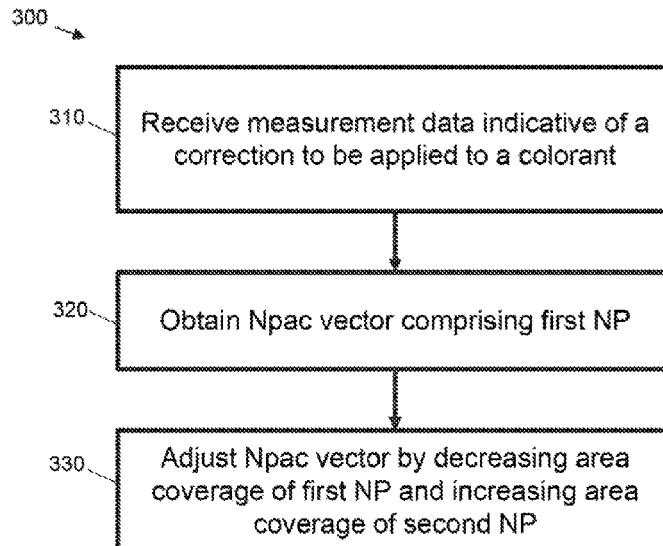 300
310
Receive measurement data indicative of a
correction to be applied to a colorant
320
Obtain Npac vector comprising first NP
330
Adjust Npac vector by decreasing area
coverage of first NP and increasing area
coverage of second NP